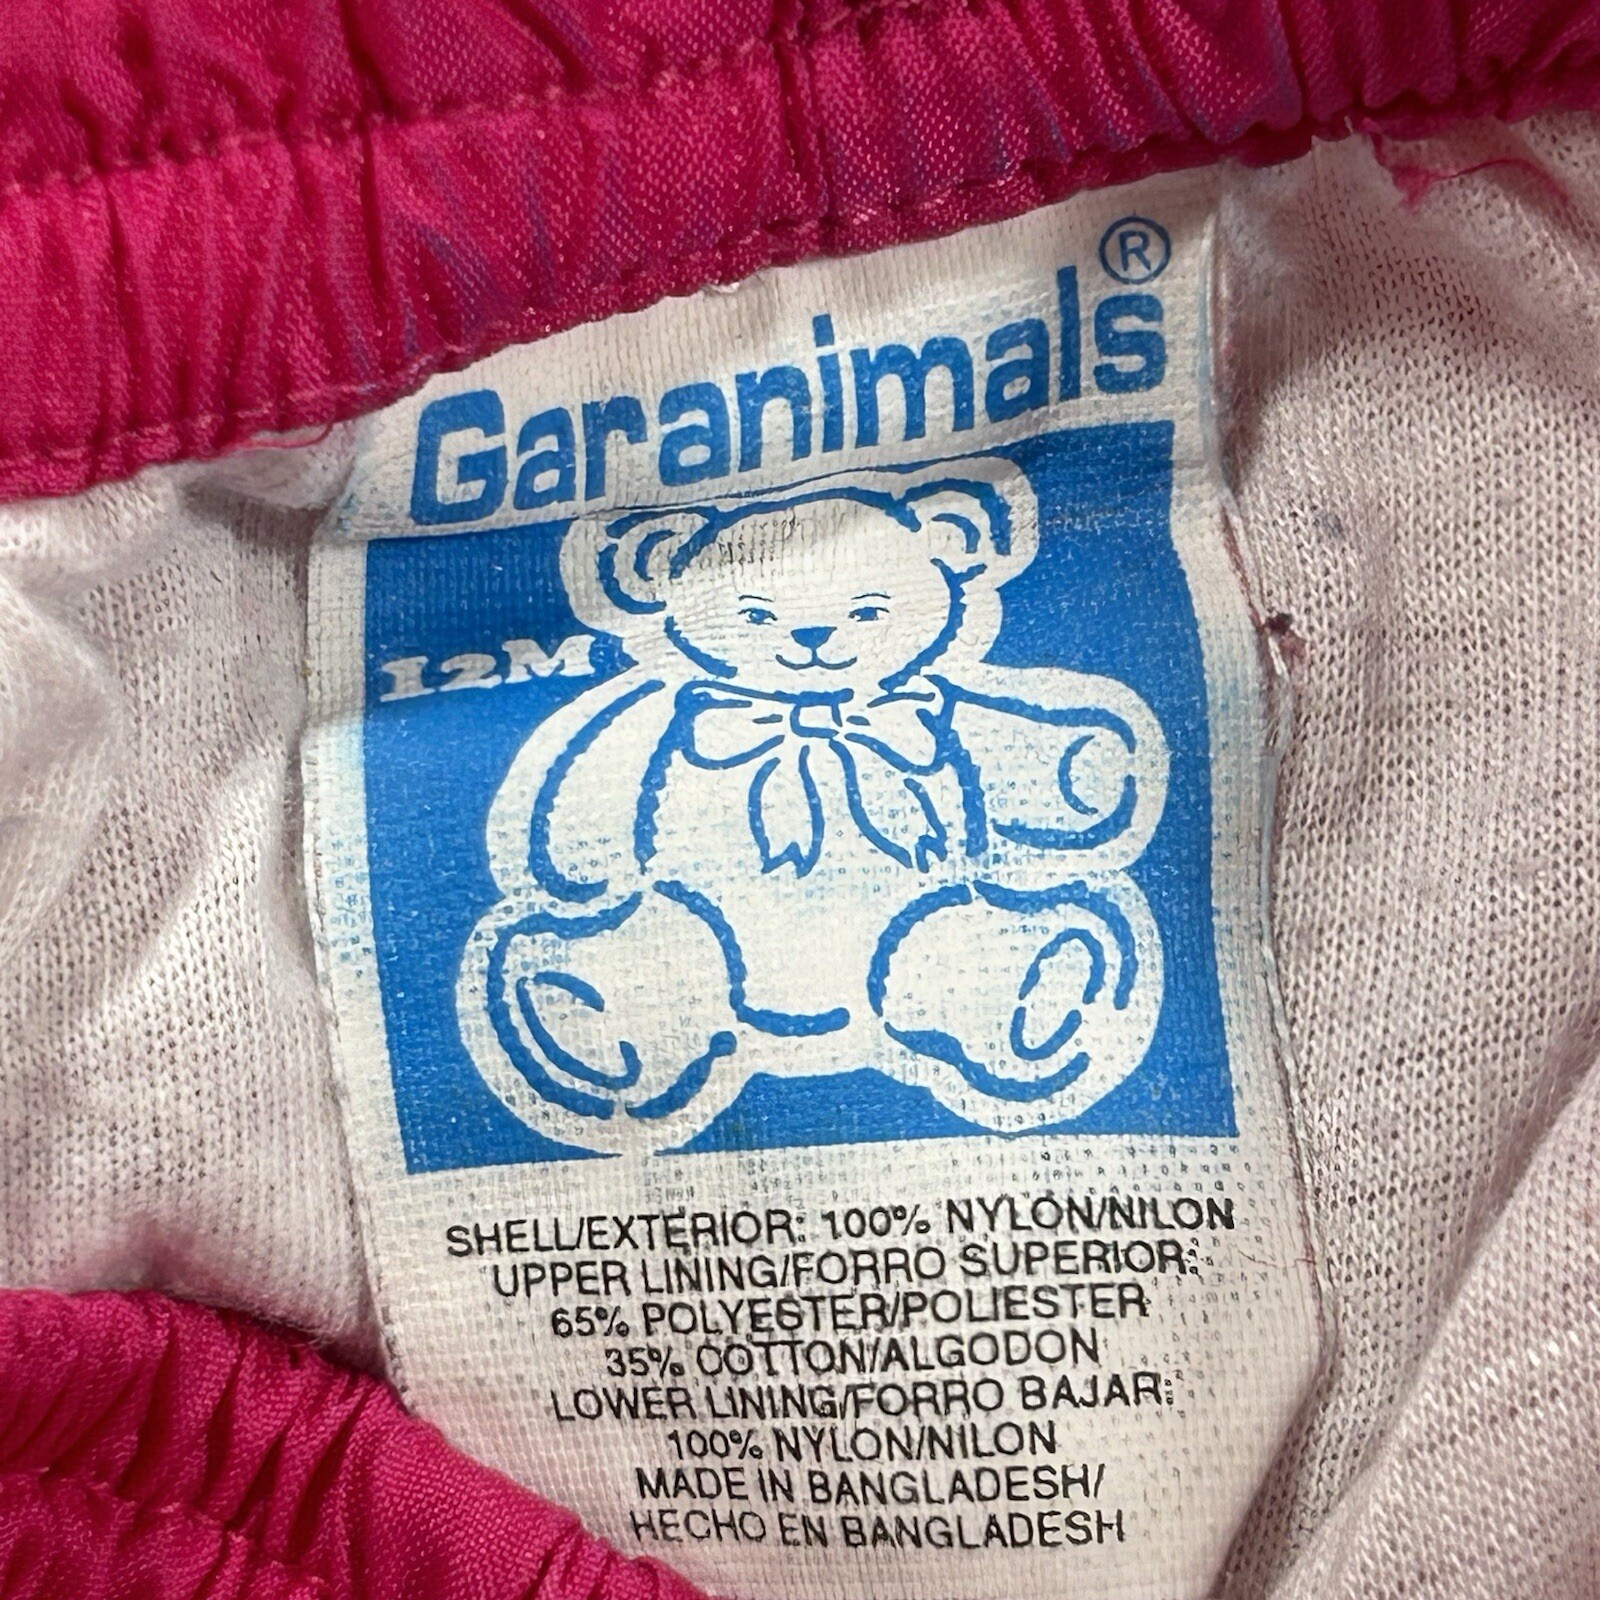 Garanimals®
12M
SHELL/EXTERIOR: 100% NYLON/NILON
UPPER LINING/FORRO SUPERIOR:
65% POLYESTER/POLIESTER
35% COTTON/ALGODON
LOWER LINING/FORRO BAJAR:
100% NYLON/NILON
MADE IN BANGLADESH/
HECHO EN BANGLADESH